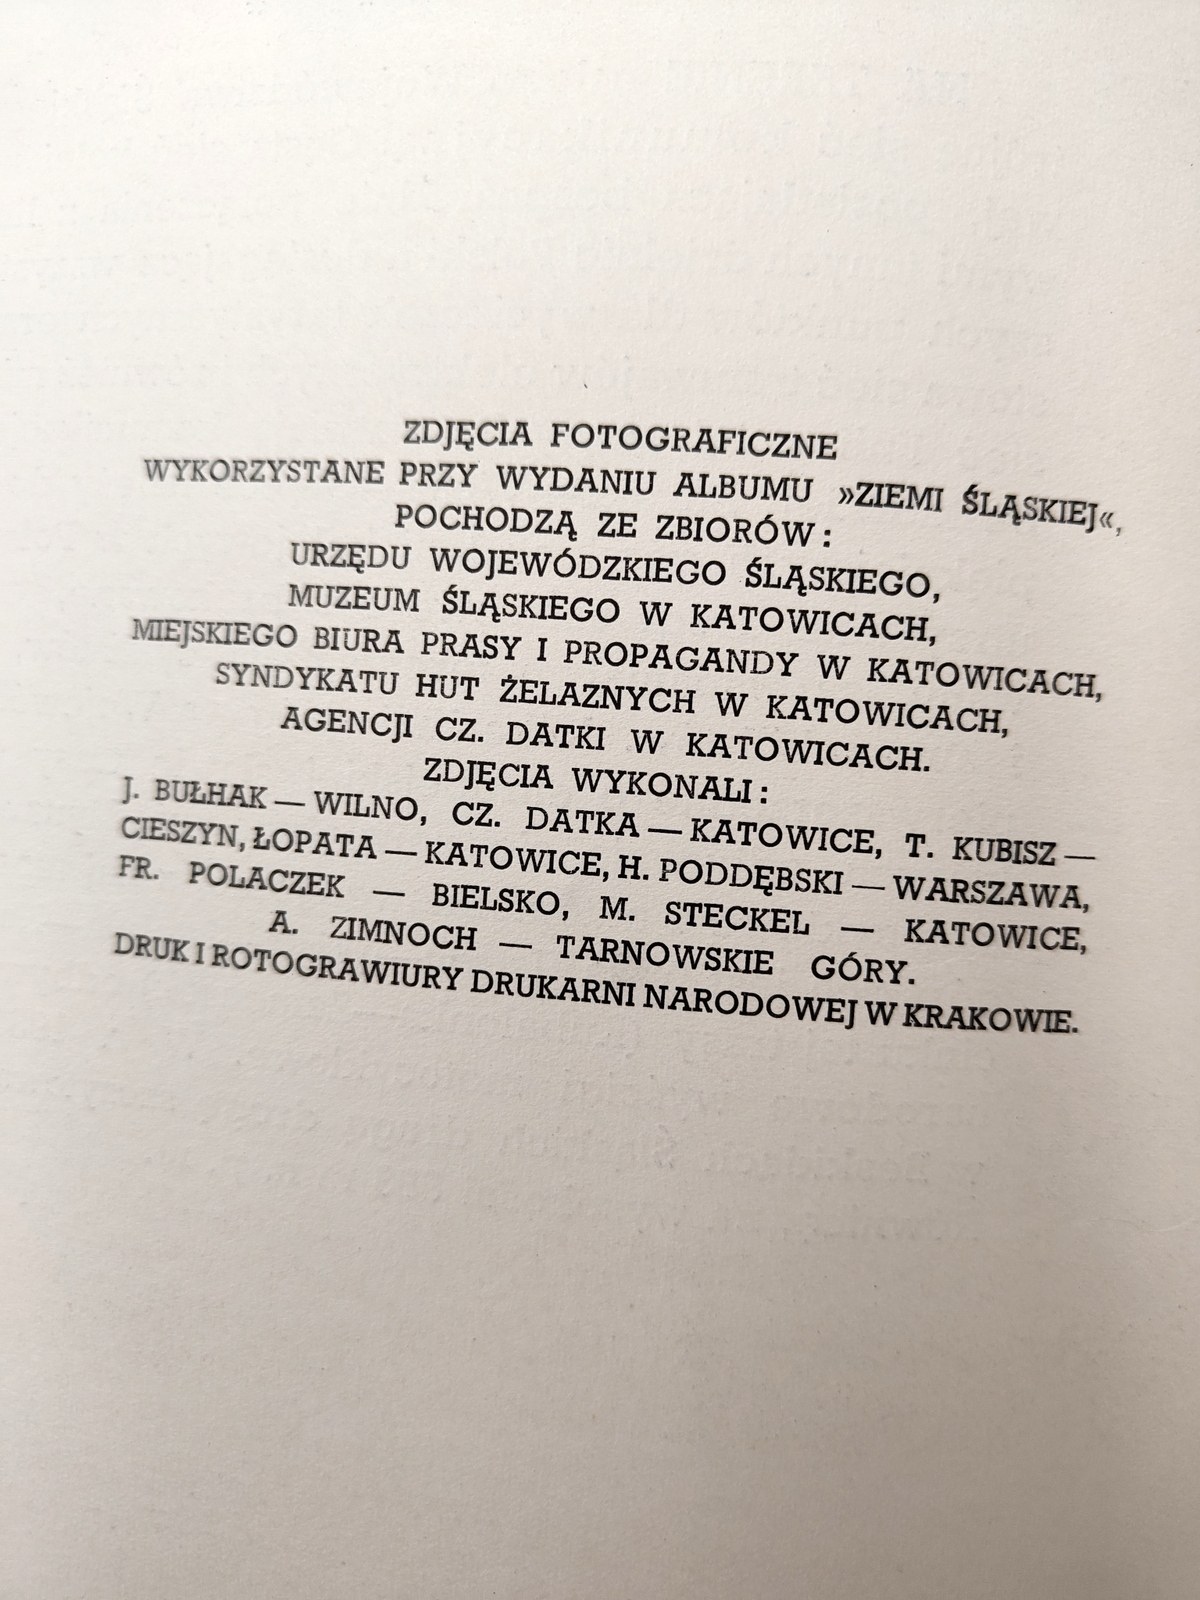 ZDJĘCIA FOTOGRAFICZNE
WYKORZYSTANE PRZY WYDANIU ALBUMU »ZIEMI ŚLĄSKIEJ«,
POCHODZĄ ZE ZBIORÓW:
URZĘDU WOJEWÓDZKIEGO ŚLĄSKIEGO,
MUZEUM ŚLĄSKIEGO W KATOWICACH,
MIEJSKIEGO BIURA PRASY I PROPAGANDY W KATOWICACH,
SYNDYKATU HUT ŻELAZNYCH W KATOWICACH,
AGENCJI CZ. DATKI W KATOWICACH.
ZDJĘCIA WYKONALI:
J. BUŁHAK — WILNO, CZ. DATKA — KATOWICE, T. KUBISZ —
CIESZYN, ŁOPATA — KATOWICE, H. PODDĘBSKI — WARSZAWA,
FR. POLACZEK — BIELSKO, M. STECKEL — KATOWICE,
A. ZIMNOCH — TARNOWSKIE GÓRY.
DRUK I ROTOGRAWIURY DRUKARNI NARODOWEJ W KRAKOWIE.